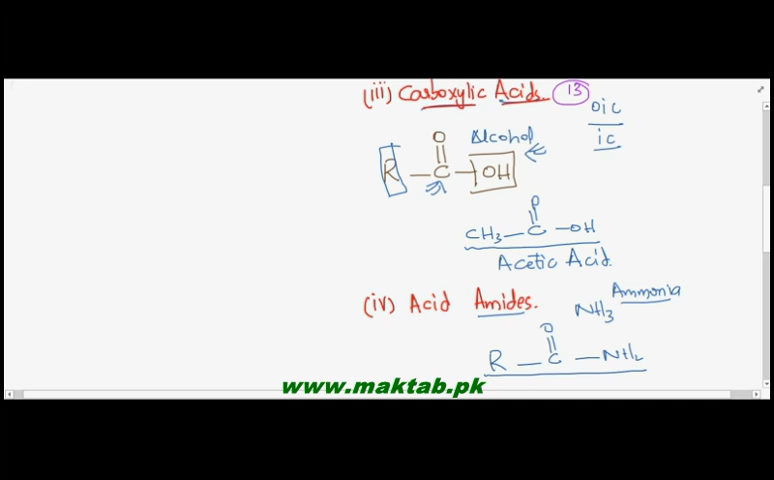 (iii) Carboxylic Acids. 13
oic
ic
O Alcohol
||
R — C — OH
O
||
CH3 — C — OH
Acetic Acid
(iv) Acid Amides. NH3 Ammonia
O
||
R — C — NH2
www.maktab.pk